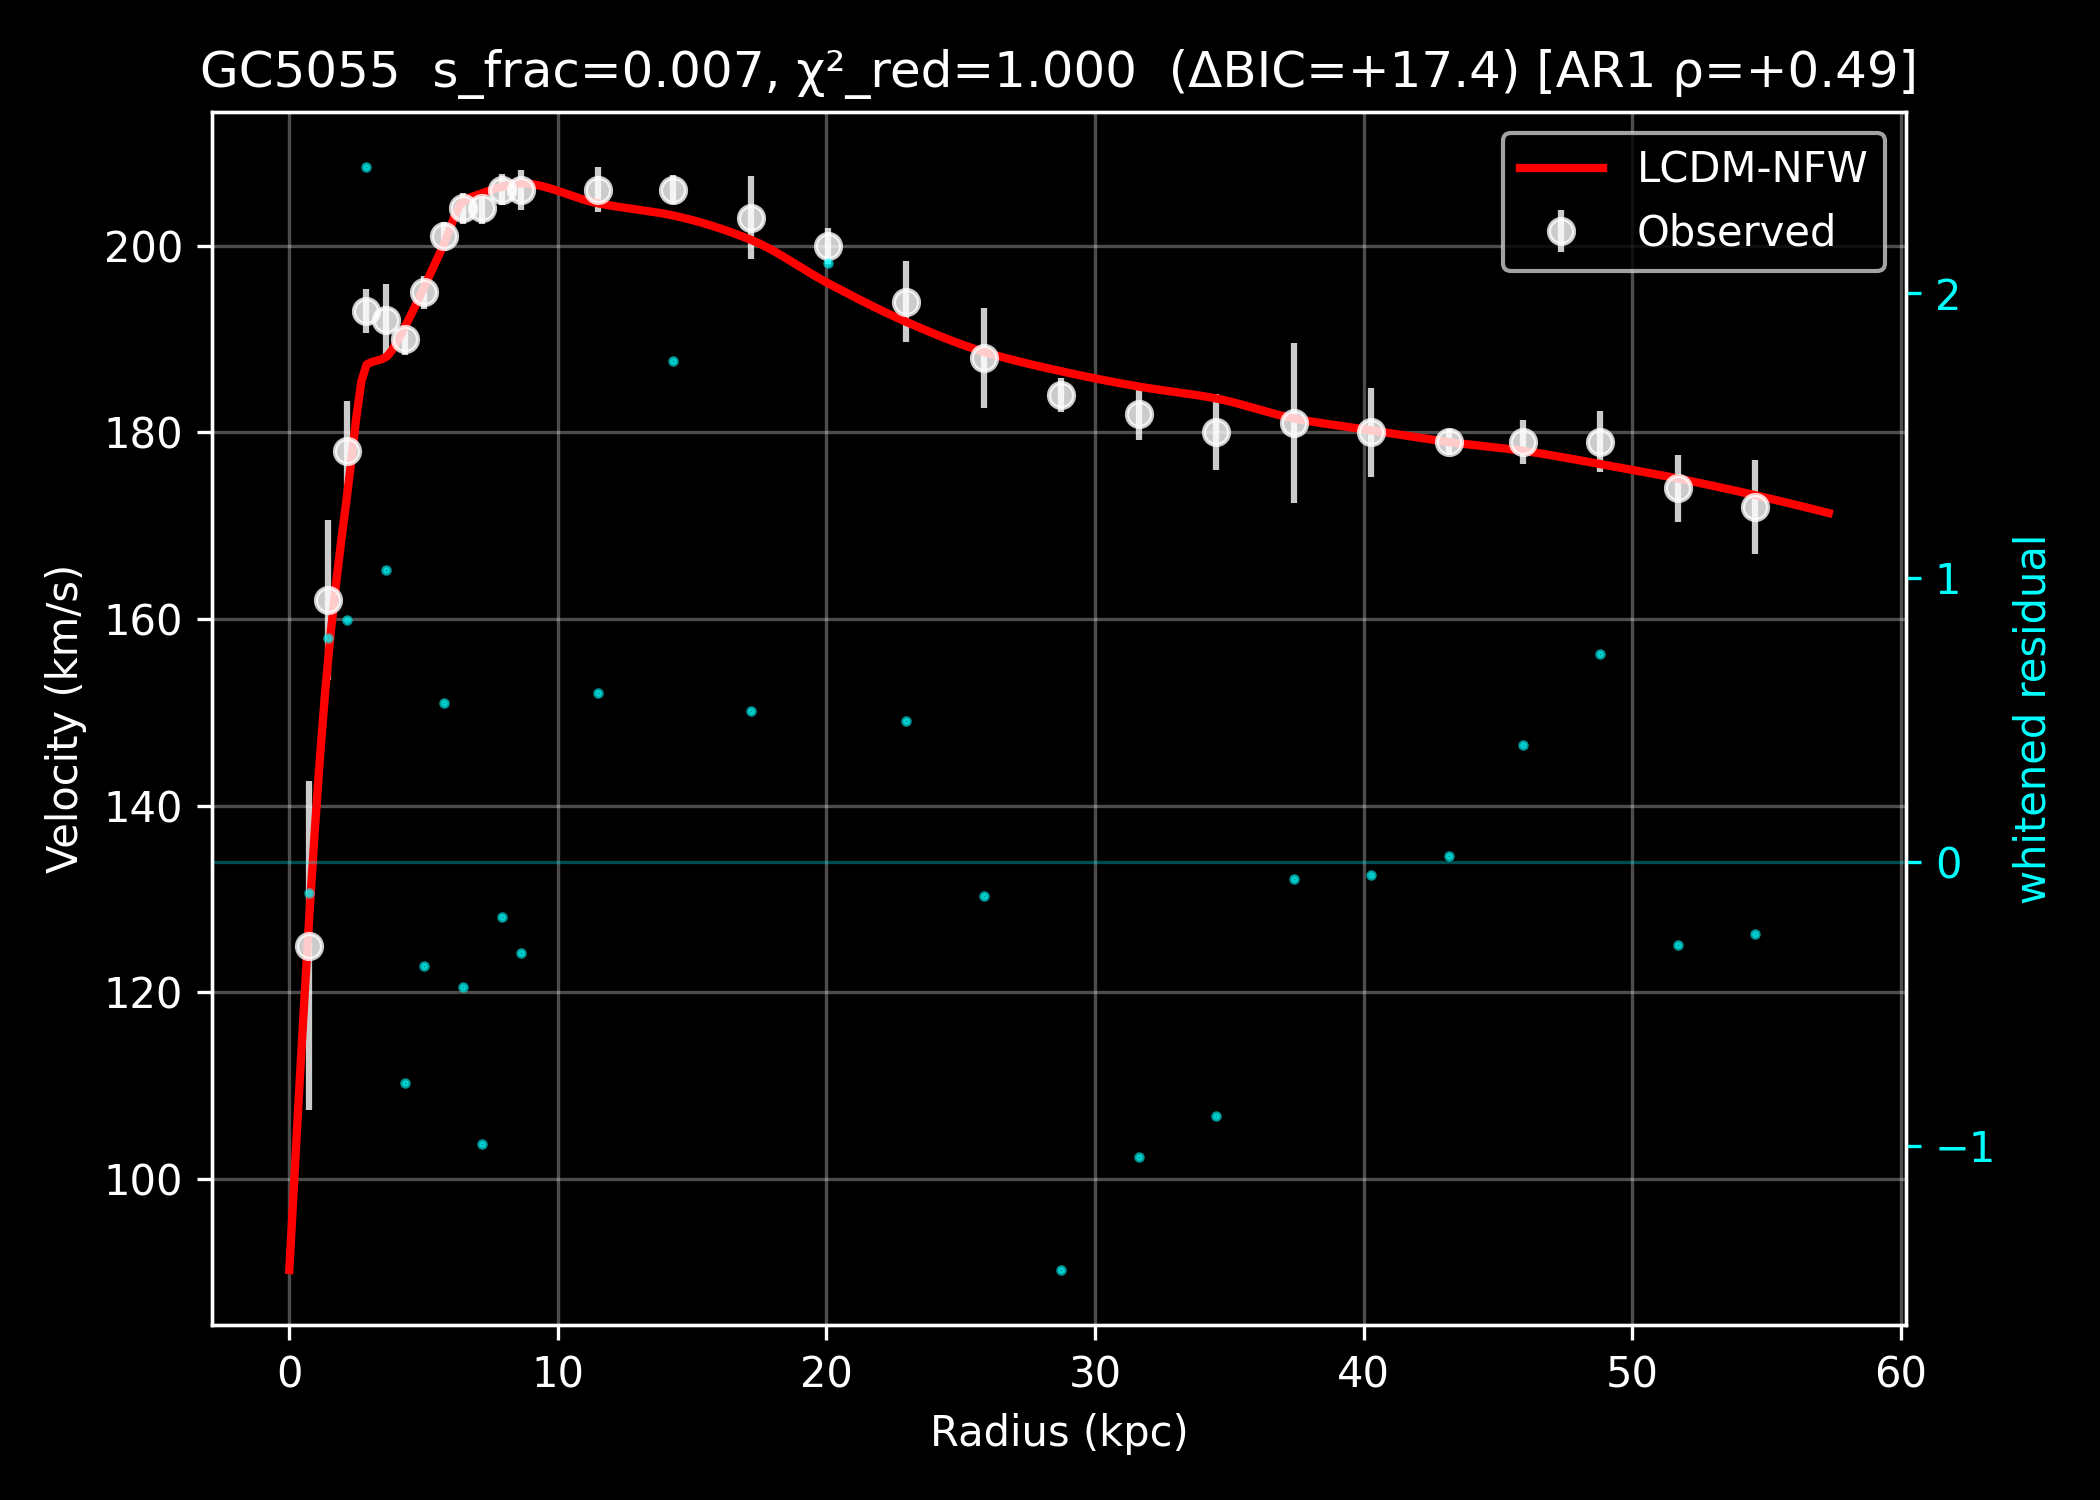 GC5055 s_frac=0.007, χ²_red=1.000 (ΔBIC=+17.4) [AR1 ρ=+0.49]
LCDM-NFW
Observed
Velocity (km/s)
200
180
160
140
120
100
2
1
0
−1
whitened residual
0 10 20 30 40 50 60
Radius (kpc)